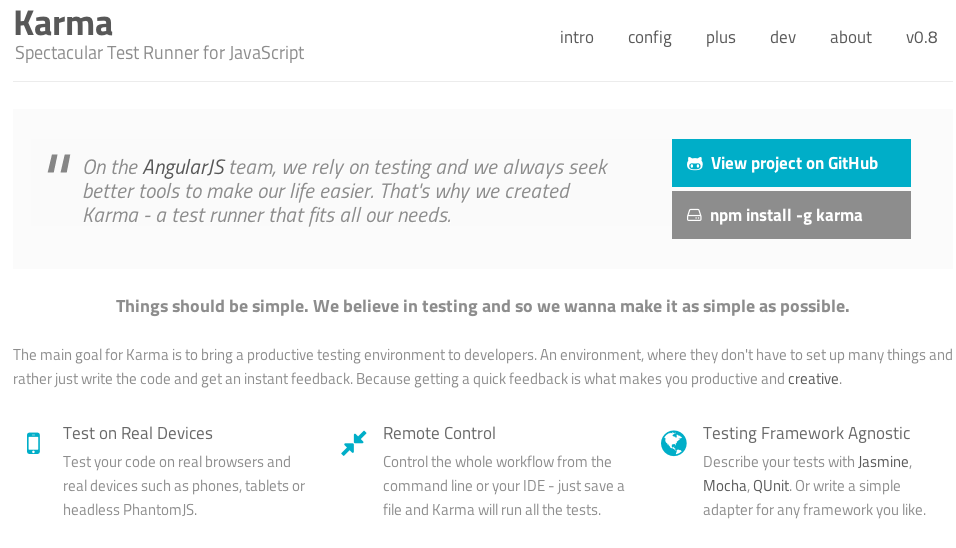 Karma
Spectacular Test Runner for JavaScript
intro config plus dev about v0.8
" On the AngularJS team, we rely on testing and we always seek
better tools to make our life easier. That's why we created
Karma - a test runner that fits all our needs.
View project on GitHub
npm install -g karma
Things should be simple. We believe in testing and so we wanna make it as simple as possible.
The main goal for Karma is to bring a productive testing environment to developers. An environment, where they don't have to set up many things and
rather just write the code and get an instant feedback. Because getting a quick feedback is what makes you productive and creative.
Test on Real Devices
Test your code on real browsers and
real devices such as phones, tablets or
headless PhantomJS.
Remote Control
Control the whole workflow from the
command line or your IDE - just save a
file and Karma will run all the tests.
Testing Framework Agnostic
Describe your tests with Jasmine,
Mocha, QUnit. Or write a simple
adapter for any framework you like.